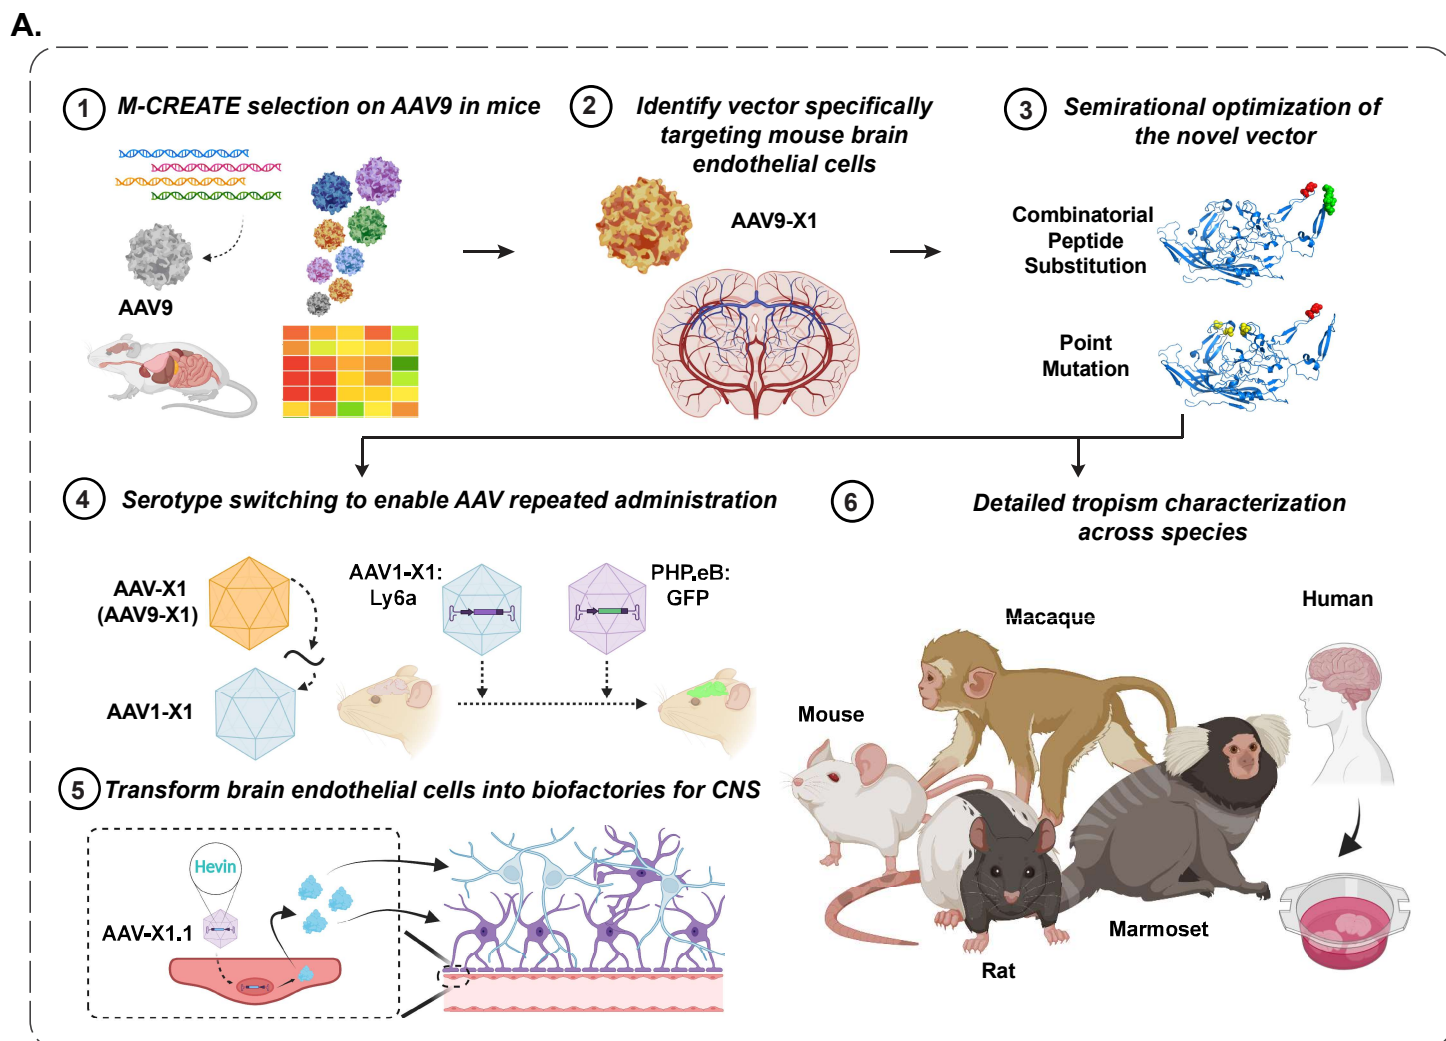 A.
1
M-CREATE selection on AAV9 in mice
AAV9
2
Identify vector specifically
targeting mouse brain
endothelial cells
AAV9-X1
3
Semirational optimization of
the novel vector
Combinatorial
Peptide
Substitution
Point
Mutation
4
Serotype switching to enable AAV repeated administration
AAV-X1
(AAV9-X1)
AAV1-X1
AAV1-X1:
Ly6a
PHP.eB:
GFP
5
Transform brain endothelial cells into biofactories for CNS
Hevin
AAV-X1.1
6
Detailed tropism characterization
across species
Macaque
Human
Mouse
Marmoset
Rat